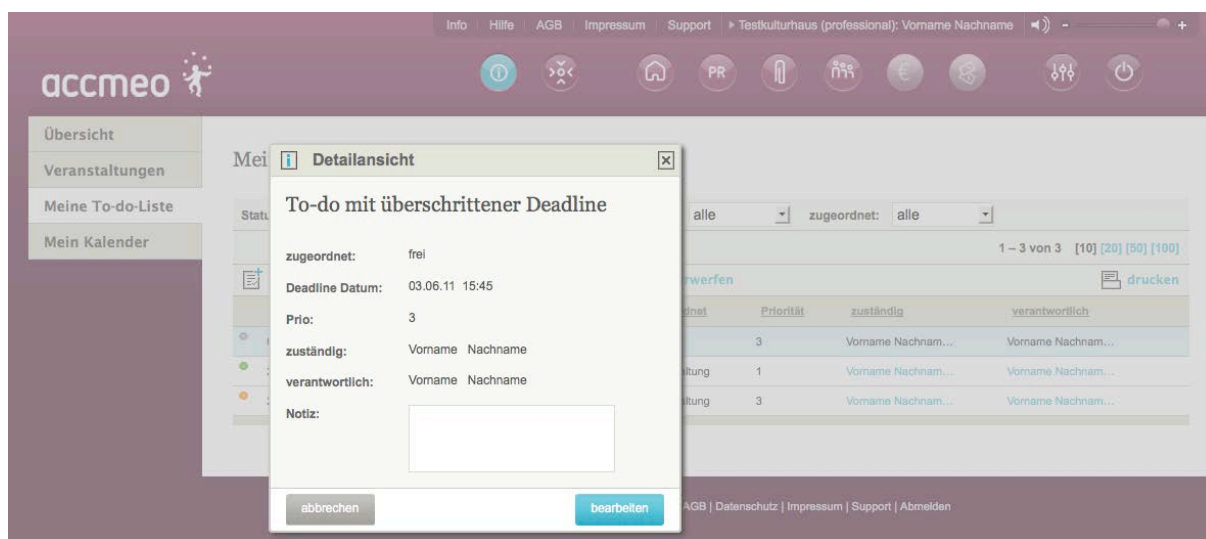 Info Hilfe AGB Impressum Support Testkulturhaus (professional): Vorname Nachname - +
accmeo
PR €
Übersicht
Veranstaltungen
Meine To-do-Liste
Mein Kalender
Mei
i Detailansicht
To-do mit überschrittener Deadline
zugeordnet: frei
Deadline Datum: 03.06.11 15:45
Prio: 3
zuständig: Vorname Nachname
verantwortlich: Vorname Nachname
Notiz:
abbrechen bearbeiten
Statu alle zugeordnet: alle
1 – 3 von 3 [10] [20] [50] [100]
rwerfen drucken
dnet Priorität zuständig verantwortlich
3 Vorname Nachnam... Vorname Nachnam...
ltung 1 Vorname Nachnam... Vorname Nachnam...
ltung 3 Vorname Nachnam... Vorname Nachnam...
AGB | Datenschutz | Impressum | Support | Abmelden